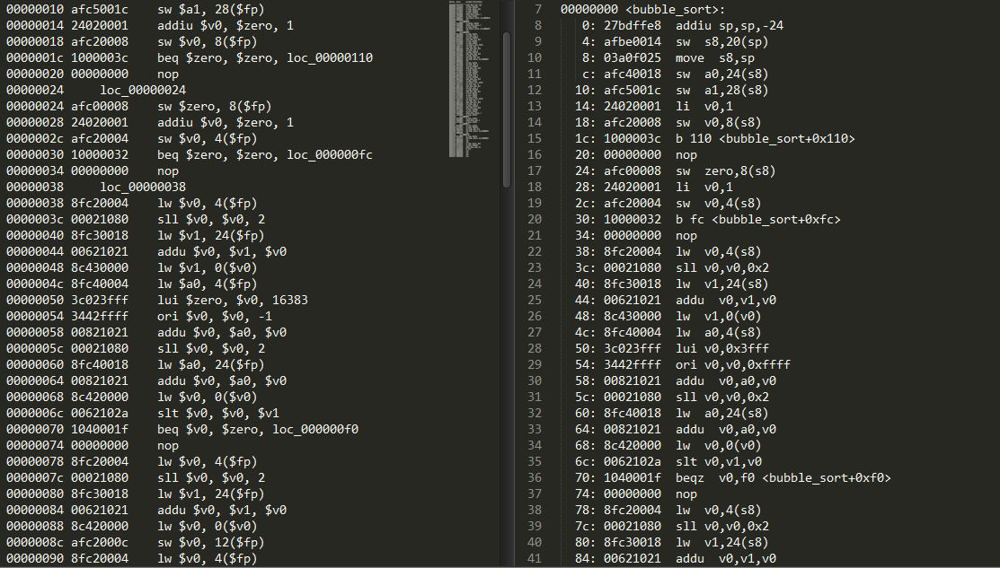 00000010 afc5001c    sw $a1, 28($fp)
00000014 24020001    addiu $v0, $zero, 1
00000018 afc20008    sw $v0, 8($fp)
0000001c 1000003c    beq $zero, $zero, loc_00000110
00000020 00000000    nop
00000024     loc_00000024
00000024 afc00008    sw $zero, 8($fp)
00000028 24020001    addiu $v0, $zero, 1
0000002c afc20004    sw $v0, 4($fp)
00000030 10000032    beq $zero, $zero, loc_000000fc
00000034 00000000    nop
00000038     loc_00000038
00000038 8fc20004    lw $v0, 4($fp)
0000003c 00021080    sll $v0, $v0, 2
00000040 8fc30018    lw $v1, 24($fp)
00000044 00621021    addu $v0, $v1, $v0
00000048 8c430000    lw $v1, 0($v0)
0000004c 8fc40004    lw $a0, 4($fp)
00000050 3c023fff    lui $zero, $v0, 16383
00000054 3442ffff    ori $v0, $v0, -1
00000058 00821021    addu $v0, $a0, $v0
0000005c 00021080    sll $v0, $v0, 2
00000060 8fc40018    lw $a0, 24($fp)
00000064 00821021    addu $v0, $a0, $v0
00000068 8c420000    lw $v0, 0($v0)
0000006c 0062102a    slt $v0, $v0, $v1
00000070 1040001f    beq $v0, $zero, loc_000000f0
00000074 00000000    nop
00000078 8fc20004    lw $v0, 4($fp)
0000007c 00021080    sll $v0, $v0, 2
00000080 8fc30018    lw $v1, 24($fp)
00000084 00621021    addu $v0, $v1, $v0
00000088 8c420000    lw $v0, 0($v0)
0000008c afc2000c    sw $v0, 12($fp)
00000090 8fc20004    lw $v0, 4($fp)
7 00000000 <bubble_sort>:
8 0: 27bdffe8  addiu sp,sp,-24
9 4: afbe0014  sw  s8,20(sp)
10 8: 03a0f025  move  s8,sp
11 c: afc40018  sw  a0,24(s8)
12 10: afc5001c  sw  a1,28(s8)
13 14: 24020001  li  v0,1
14 18: afc20008  sw  v0,8(s8)
15 1c: 1000003c  b 110 <bubble_sort+0x110>
16 20: 00000000  nop
17 24: afc00008  sw  zero,8(s8)
18 28: 24020001  li  v0,1
19 2c: afc20004  sw  v0,4(s8)
20 30: 10000032  b fc <bubble_sort+0xfc>
21 34: 00000000  nop
22 38: 8fc20004  lw  v0,4(s8)
23 3c: 00021080  sll v0,v0,0x2
24 40: 8fc30018  lw  v1,24(s8)
25 44: 00621021  addu  v0,v1,v0
26 48: 8c430000  lw  v1,0(v0)
27 4c: 8fc40004  lw  a0,4(s8)
28 50: 3c023fff  lui v0,0x3fff
29 54: 3442ffff  ori v0,v0,0xffff
30 58: 00821021  addu  v0,a0,v0
31 5c: 00021080  sll v0,v0,0x2
32 60: 8fc40018  lw  a0,24(s8)
33 64: 00821021  addu  v0,a0,v0
34 68: 8c420000  lw  v0,0(v0)
35 6c: 0062102a  slt v0,v1,v0
36 70: 1040001f  beqz  v0,f0 <bubble_sort+0xf0>
37 74: 00000000  nop
38 78: 8fc20004  lw  v0,4(s8)
39 7c: 00021080  sll v0,v0,0x2
40 80: 8fc30018  lw  v1,24(s8)
41 84: 00621021  addu  v0,v1,v0